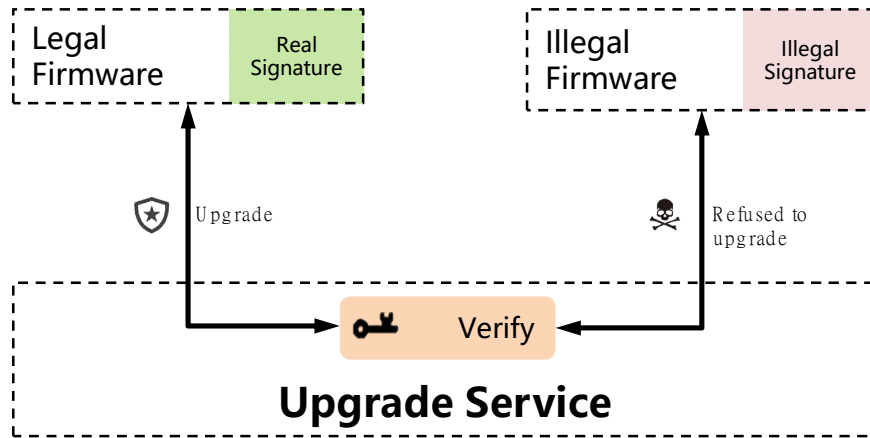 Legal
Firmware
Real
Signature
Illegal
Firmware
Illegal
Signature
Upgrade
Refused to
upgrade
Verify
Upgrade Service